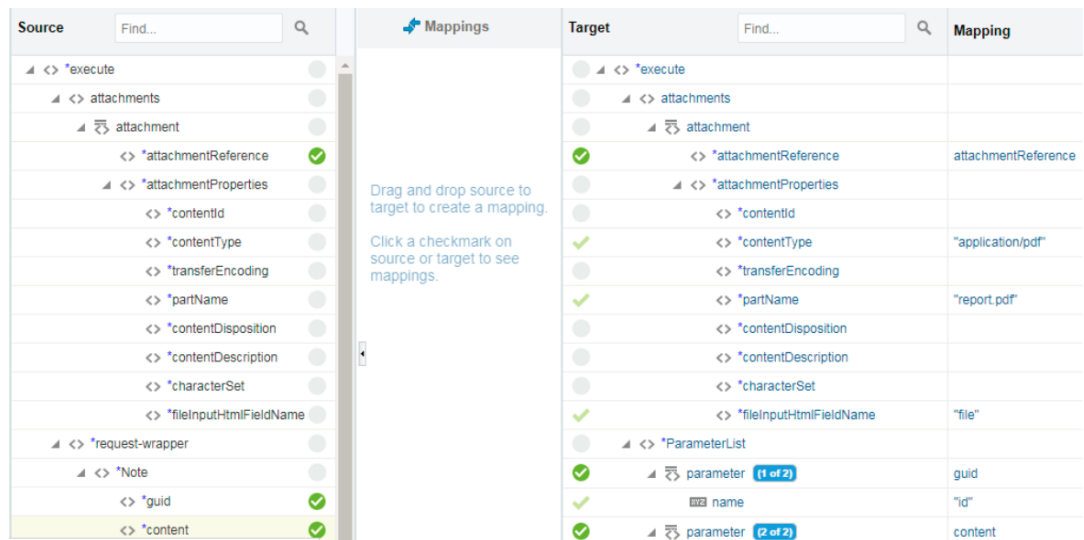 Source Find... Mappings Target Find... Mapping
*execute *execute
attachments attachments
attachment attachment
*attachmentReference *attachmentReference attachmentReference
*attachmentProperties *attachmentProperties
Drag and drop source to
target to create a mapping.
*contentId *contentId
Click a checkmark on
source or target to see
mappings.
*contentType *contentType "application/pdf"
*transferEncoding *transferEncoding
*partName *partName "report.pdf"
*contentDisposition *contentDisposition
*contentDescription *contentDescription
*characterSet *characterSet
*fileInputHtmlFieldName *fileInputHtmlFieldName "file"
*request-wrapper *ParameterList
*Note parameter (1 of 2) guid
*guid XYZ name "id"
*content parameter (2 of 2) content